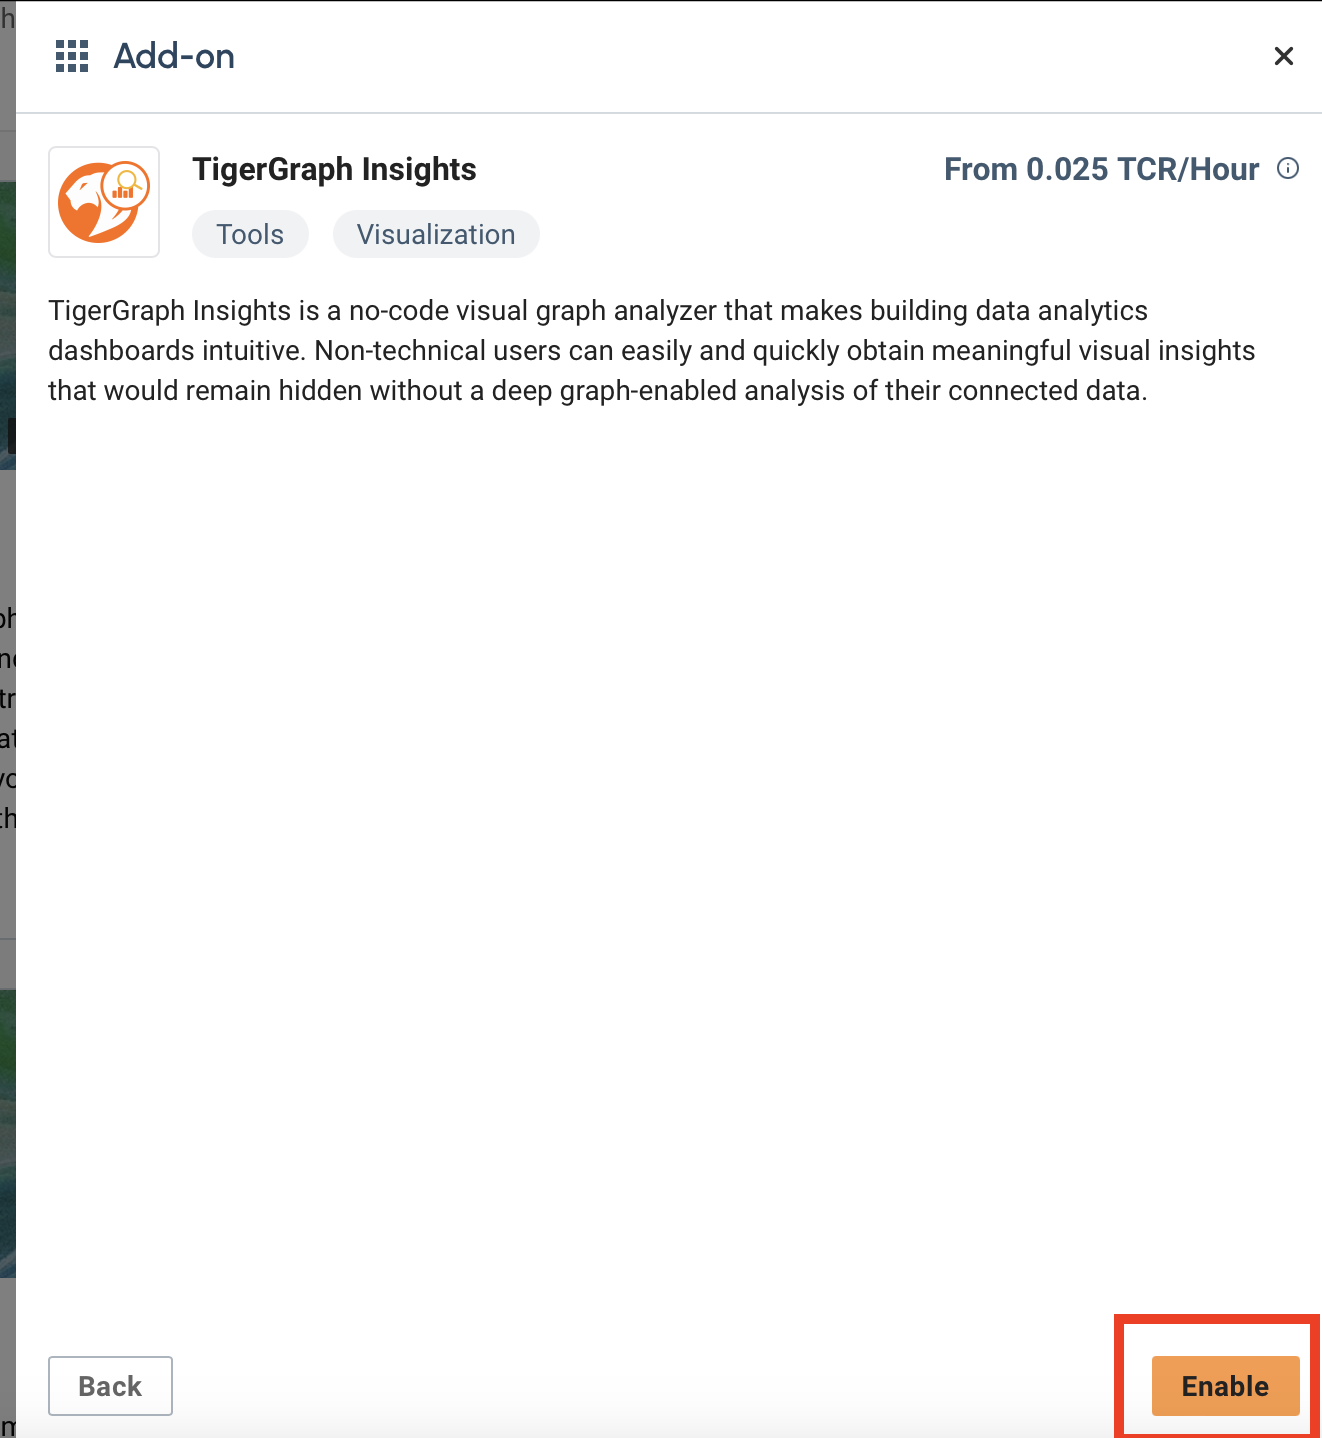 Add-on
TigerGraph Insights
From 0.025 TCR/Hour
Tools
Visualization
TigerGraph Insights is a no-code visual graph analyzer that makes building data analytics
dashboards intuitive. Non-technical users can easily and quickly obtain meaningful visual insights
that would remain hidden without a deep graph-enabled analysis of their connected data.
Back
Enable